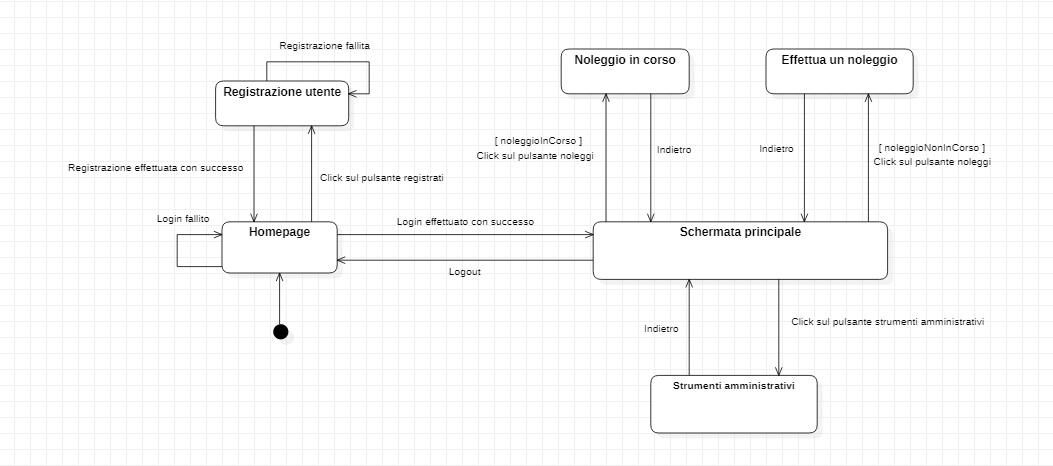 Registrazione fallita
Registrazione utente
Noleggio in corso
Effettua un noleggio
[ noleggioInCorso ]
Click sul pulsante noleggi
Indietro
Indietro
[ noleggioNonInCorso ]
Click sul pulsante noleggi
Registrazione effettuata con successo
Click sul pulsante registrati
Login fallito
Homepage
Login effettuato con successo
Schermata principale
Logout
Indietro
Click sul pulsante strumenti amministrativi
Strumenti amministrativi